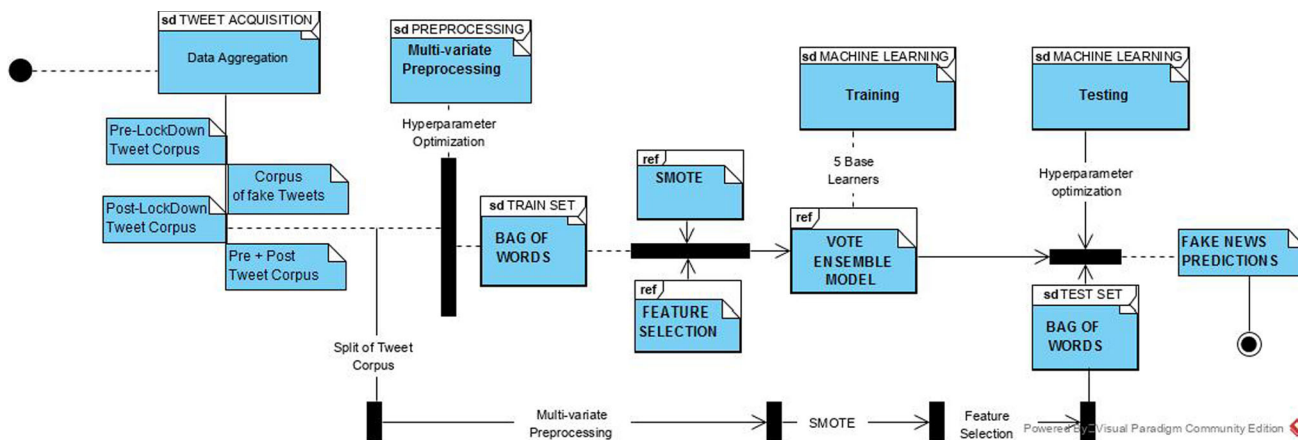 sd TWEET ACQUISITION
Data Aggregation
Pre-LockDown
Tweet Corpus
Corpus
of fake Tweets
Post-LockDown
Tweet Corpus
Pre + Post
Tweet Corpus
sd PREPROCESSING
Multi-variate
Preprocessing
Hyperparameter
Optimization
Split of Tweet
Corpus
sd TRAIN SET
BAG OF
WORDS
ref
SMOTE
ref
FEATURE
SELECTION
sd MACHINE LEARNING
Training
5 Base
Learners
ref
VOTE
ENSEMBLE
MODEL
sd MACHINE LEARNING
Testing
Hyperparameter
optimization
FAKE NEWS
PREDICTIONS
sd TEST SET
BAG OF
WORDS
Multi-variate
Preprocessing
SMOTE
Feature
Selection
Powered By Visual Paradigm Community Edition